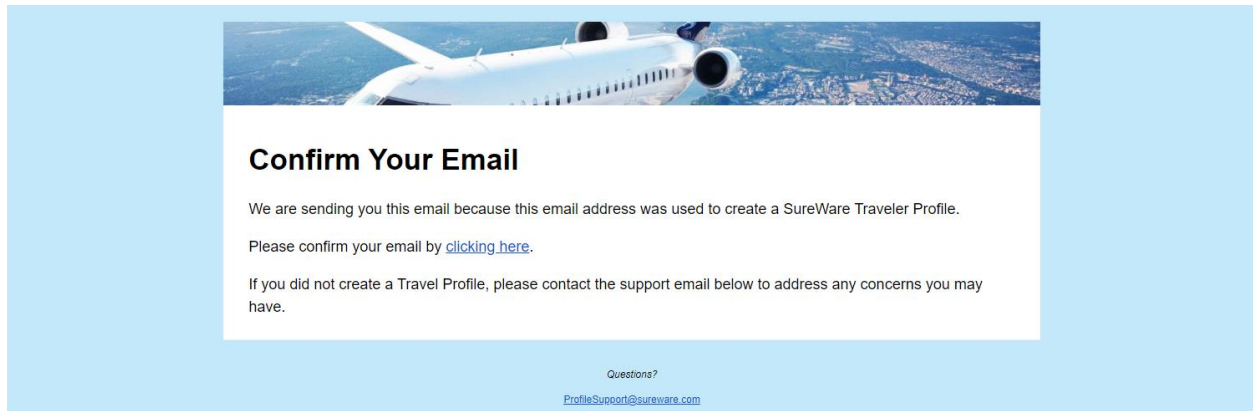 Confirm Your Email
We are sending you this email because this email address was used to create a SureWare Traveler Profile.
Please confirm your email by clicking here.
If you did not create a Travel Profile, please contact the support email below to address any concerns you may
have.
Questions?
ProfileSupport@sureware.com